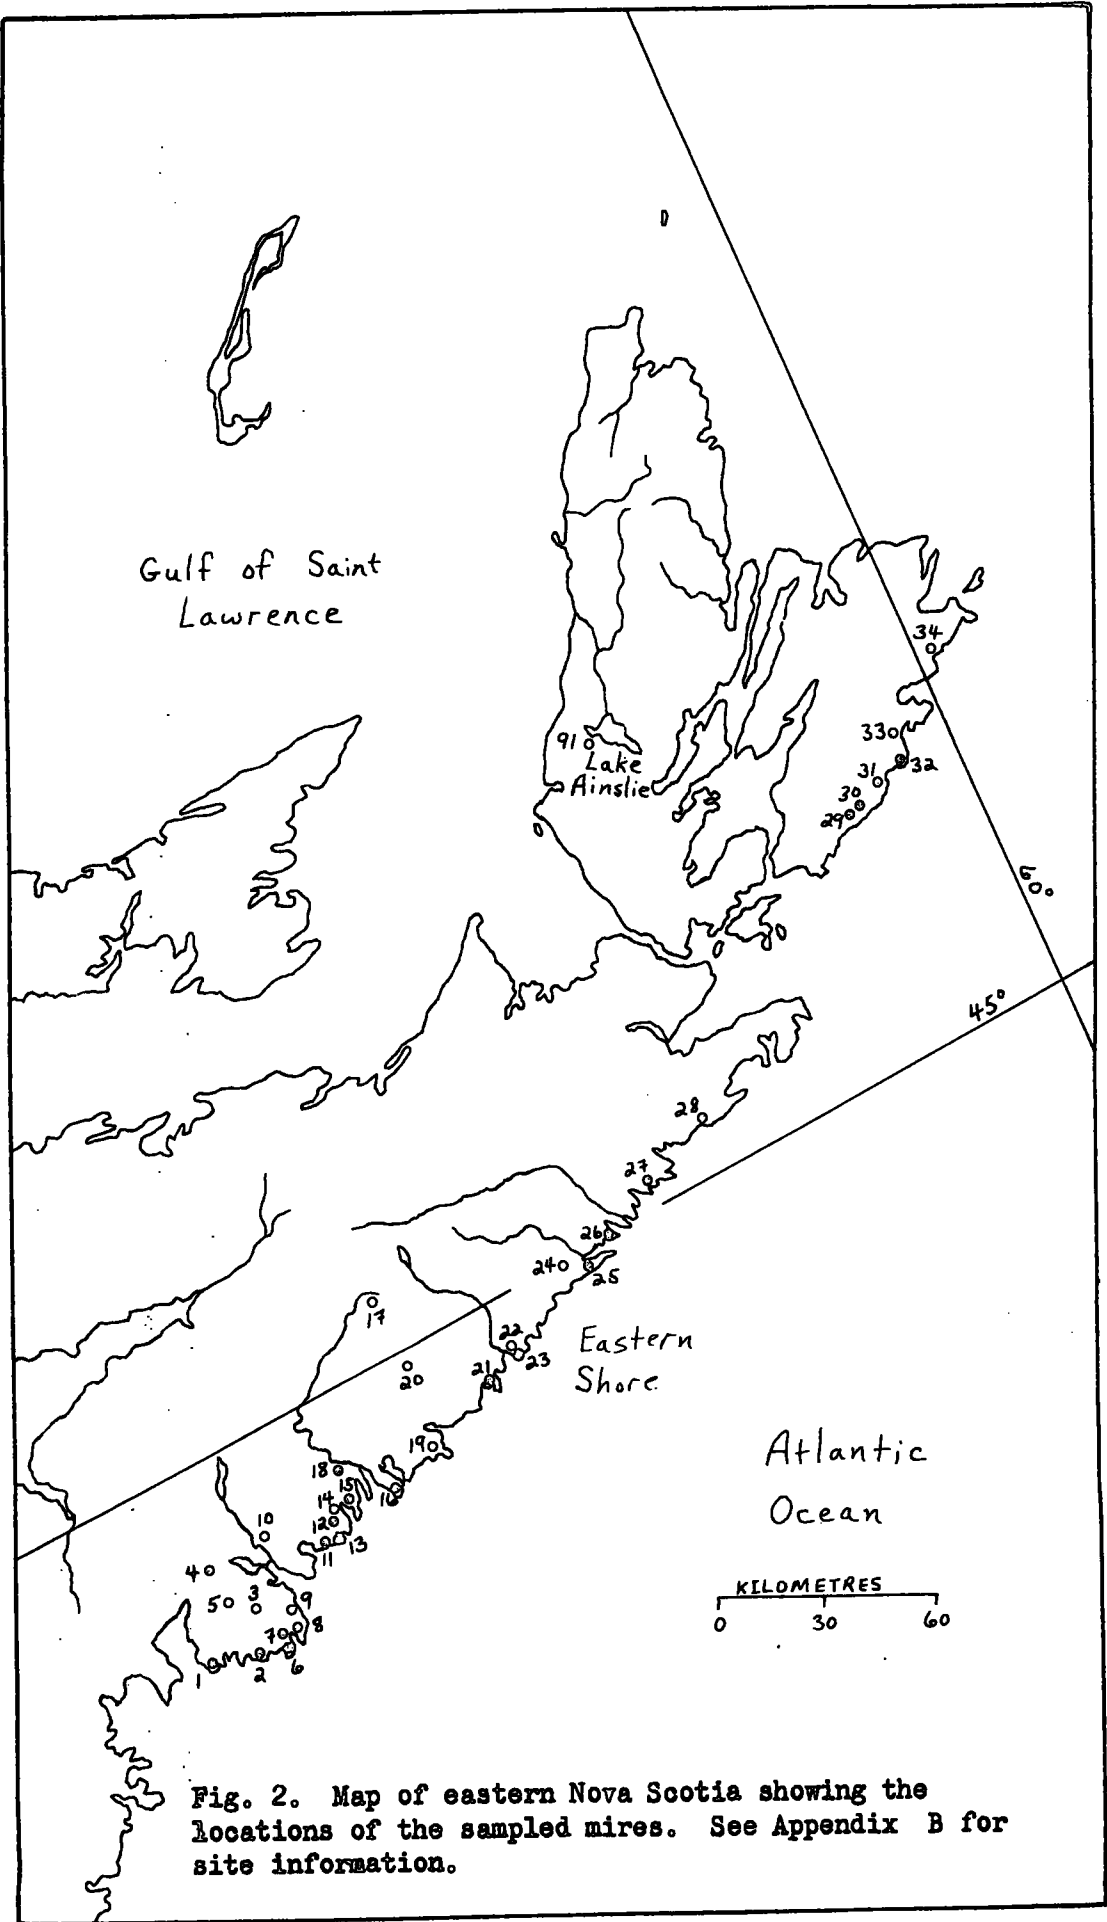 Gulf of Saint
Lawrence
34
33
32
31
30
29
91
Lake
Ainslie
60°
45°
28
27
26
24
25
22
23
Eastern
Shore
17
20
21
19
Atlantic
Ocean
18
15
16
14
12
13
11
10
4
5
3
9
8
7
6
2
1
KILOMETRES
0 30 60
Fig. 2. Map of eastern Nova Scotia showing the
locations of the sampled mires. See Appendix B for
site information.